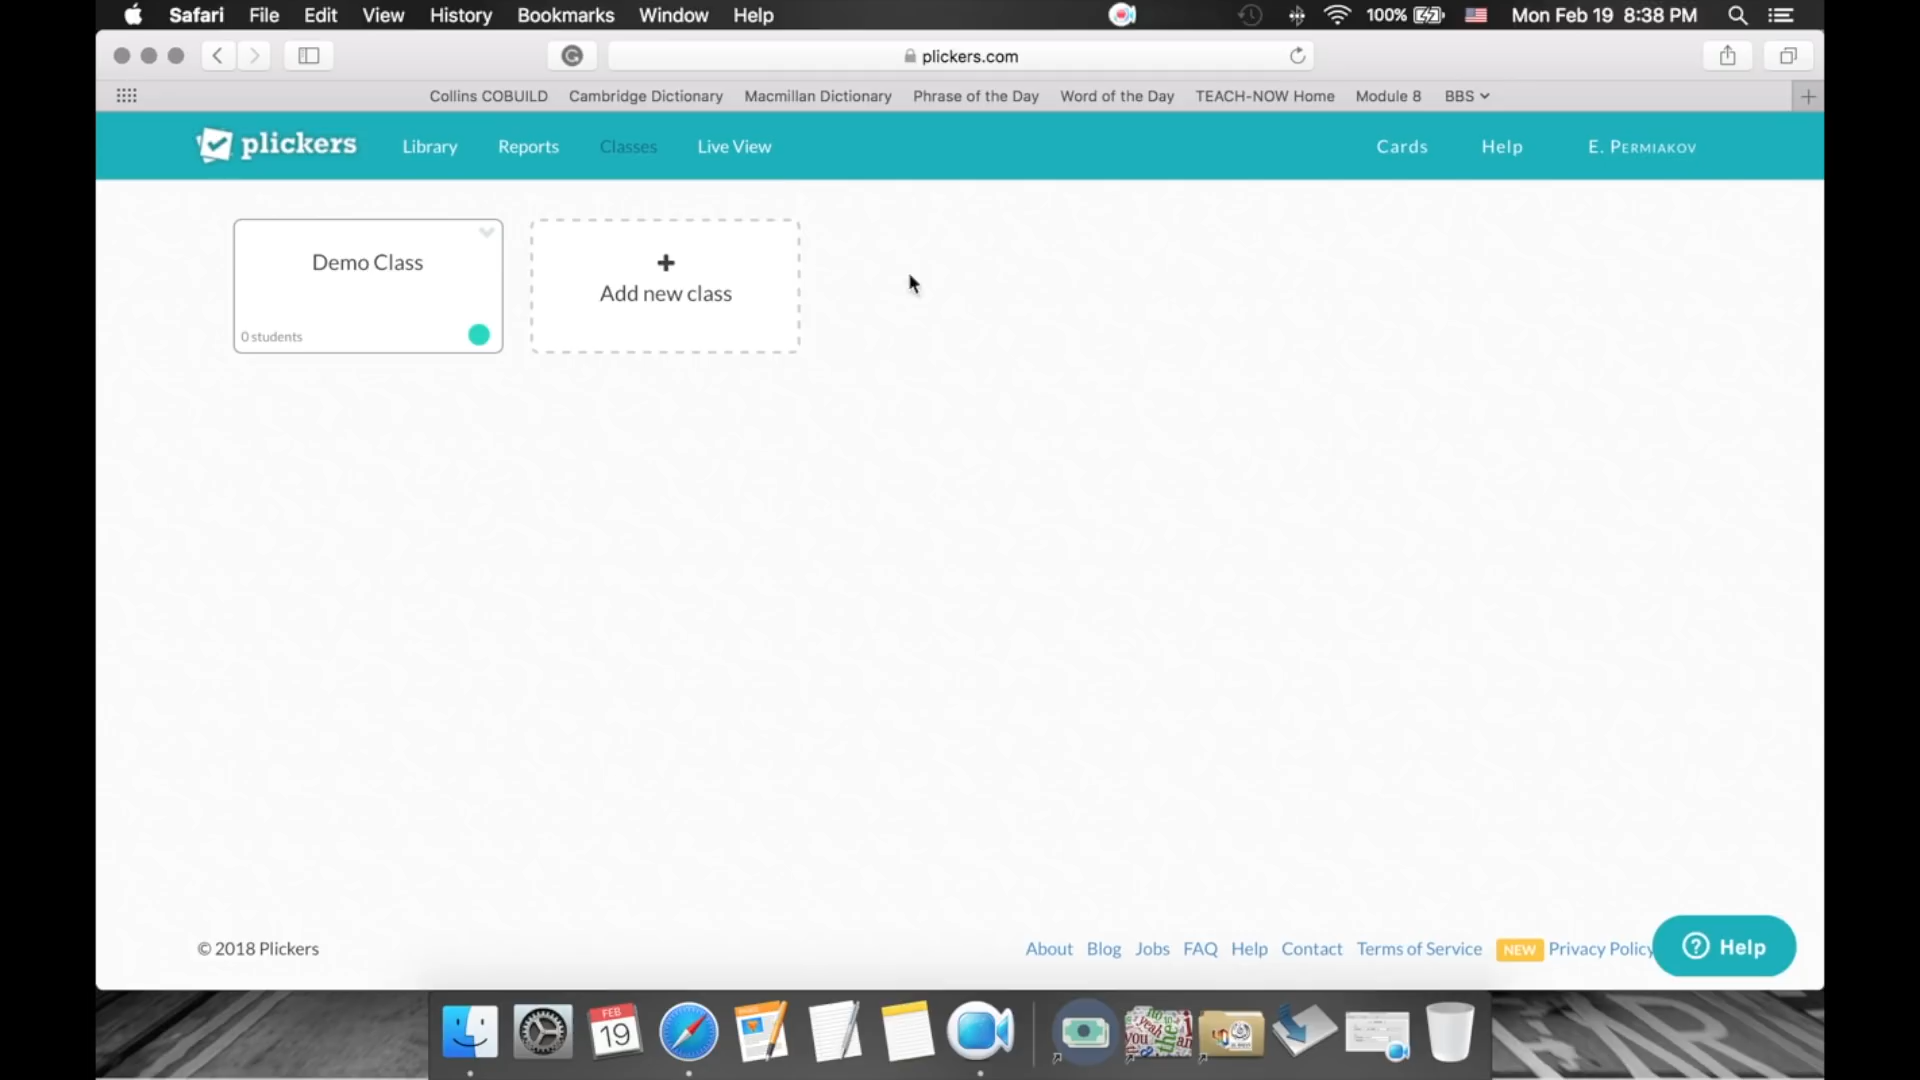 Safari File Edit View History Bookmarks Window Help 100% Mon Feb 19 8:38 PM
plickers.com
Collins COBUILD Cambridge Dictionary Macmillan Dictionary Phrase of the Day Word of the Day TEACH-NOW Home Module 8 BBS
plickers Library Reports Classes Live View Cards Help E. PERMIAKOV
Demo Class
0 students
+
Add new class
© 2018 Plickers About Blog Jobs FAQ Help Contact Terms of Service NEW Privacy Policy
? Help
FEB
19